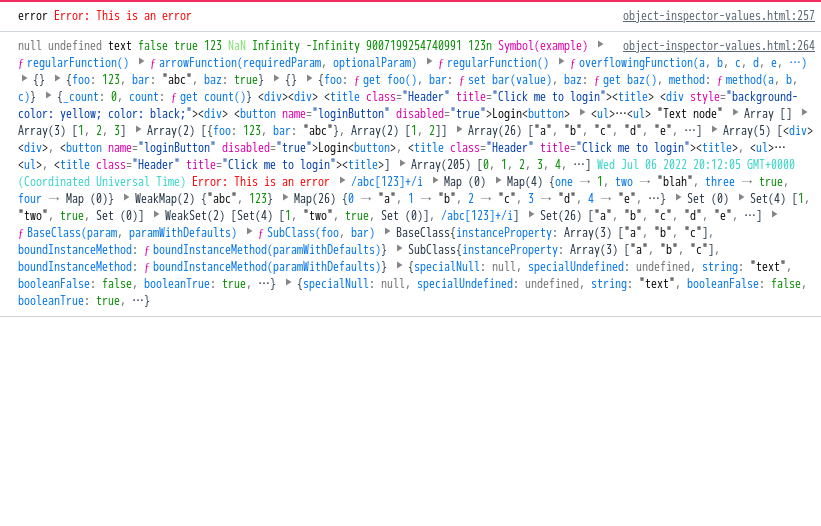 error Error: This is an error object-inspector-values.html:257
null undefined text false true 123 NaN Infinity -Infinity 9007199254740991 123n Symbol(example) object-inspector-values.html:264
ƒ regularFunction() ƒ arrowFunction(requiredParam, optionalParam) ƒ regularFunction() ƒ overflowingFunction(a, b, c, d, e, …)
{} {foo: 123, bar: "abc", baz: true} {} {foo: ƒ get foo(), bar: ƒ set bar(value), baz: ƒ get baz(), method: ƒ method(a, b,
c)} {_count: 0, count: ƒ get count()} <div><div> <title class="Header" title="Click me to login"><title> <div style="background-
color: yellow; color: black;"><div> <button name="loginButton" disabled="true">Login<button> <ul>⋯<ul> "Text node" Array []
Array(3) [1, 2, 3] Array(2) [{foo: 123, bar: "abc"}, Array(2) [1, 2]] Array(26) ["a", "b", "c", "d", "e", …] Array(5) [<div>
<div>, <button name="loginButton" disabled="true">Login<button>, <title class="Header" title="Click me to login"><title>, <ul>⋯
<ul>, <title class="Header" title="Click me to login"><title>] Array(205) [0, 1, 2, 3, 4, …] Wed Jul 06 2022 20:12:05 GMT+0000
(Coordinated Universal Time) Error: This is an error /abc[123]+/i Map (0) Map(4) {one → 1, two → "blah", three → true,
four → Map (0)} WeakMap(2) {"abc", 123} Map(26) {0 → "a", 1 → "b", 2 → "c", 3 → "d", 4 → "e", …} Set (0) Set(4) [1,
"two", true, Set (0)] WeakSet(2) [Set(4) [1, "two", true, Set (0)], /abc[123]+/i] Set(26) ["a", "b", "c", "d", "e", …]
ƒ BaseClass(param, paramWithDefaults) ƒ SubClass(foo, bar) BaseClass{instanceProperty: Array(3) ["a", "b", "c"],
boundInstanceMethod: ƒ boundInstanceMethod(paramWithDefaults)} SubClass{instanceProperty: Array(3) ["a", "b", "c"],
boundInstanceMethod: ƒ boundInstanceMethod(paramWithDefaults)} {specialNull: null, specialUndefined: undefined, string: "text",
booleanFalse: false, booleanTrue: true, …} {specialNull: null, specialUndefined: undefined, string: "text", booleanFalse: false,
booleanTrue: true, …}